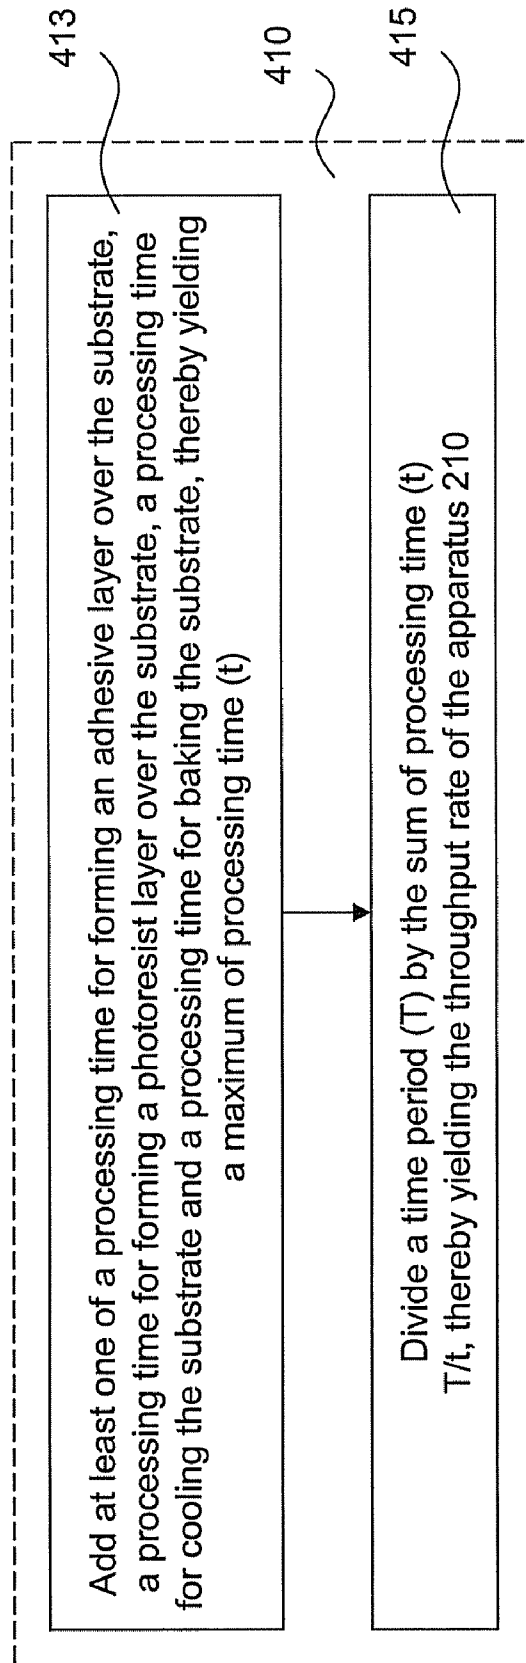 413
Add at least one of a processing time for forming an adhesive layer over the substrate,
a processing time for forming a photoresist layer over the substrate, a processing time
for cooling the substrate and a processing time for baking the substrate, thereby yielding
a maximum of processing time (t)
410
415
Divide a time period (T) by the sum of processing time (t)
T/t, thereby yielding the throughput rate of the apparatus 210